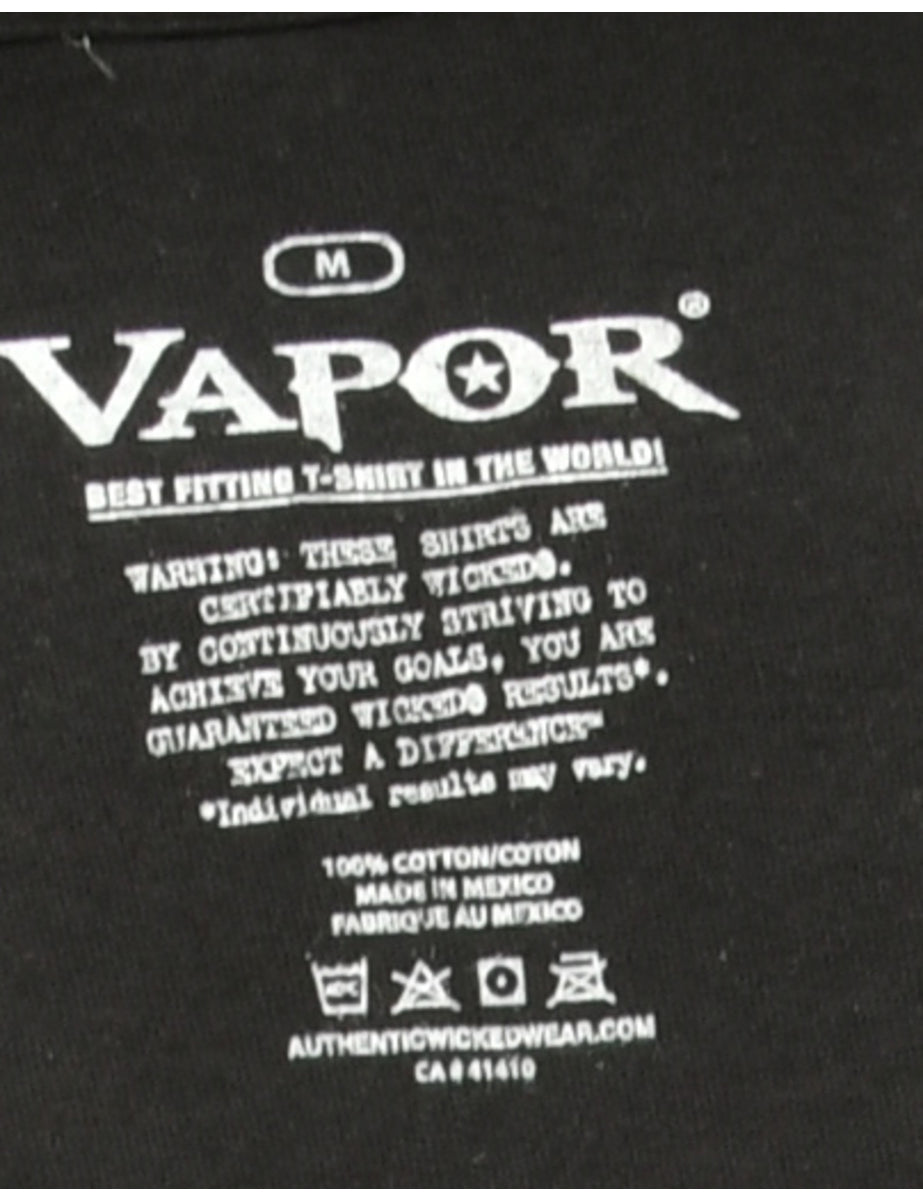 M
VAPOR®
BEST FITTING T-SHIRT IN THE WORLD!
WARNING: THESE SHIRTS ARE
CERTIFIABLY WICKED®.
BY CONTINUOUSLY STRIVING TO
ACHIEVE YOUR GOALS, YOU ARE
GUARANTEED WICKED® RESULTS*.
EXPECT A DIFFERENCE™
*Individual results may vary.
100% COTTON/COTON
MADE IN MEXICO
FABRIQUE AU MEXICO
AUTHENTICWICKEDWEAR.COM
CA # 41410